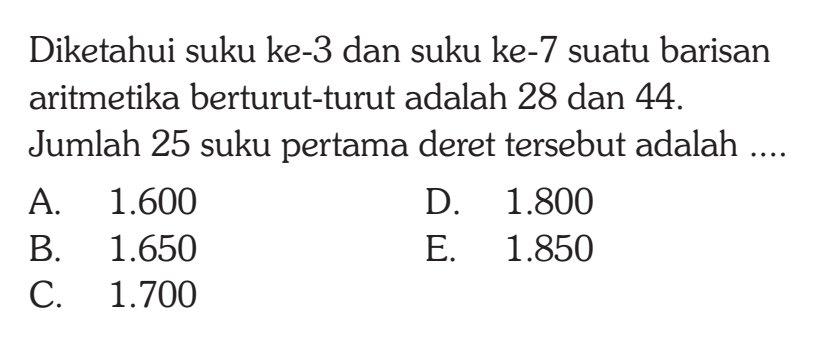 Diketahui suku ke-3 dan suku ke-7 suatu barisan
aritmetika berturut-turut adalah 28 dan 44.
Jumlah 25 suku pertama deret tersebut adalah ....
A. 1.600 D. 1.800
B. 1.650 E. 1.850
C. 1.700